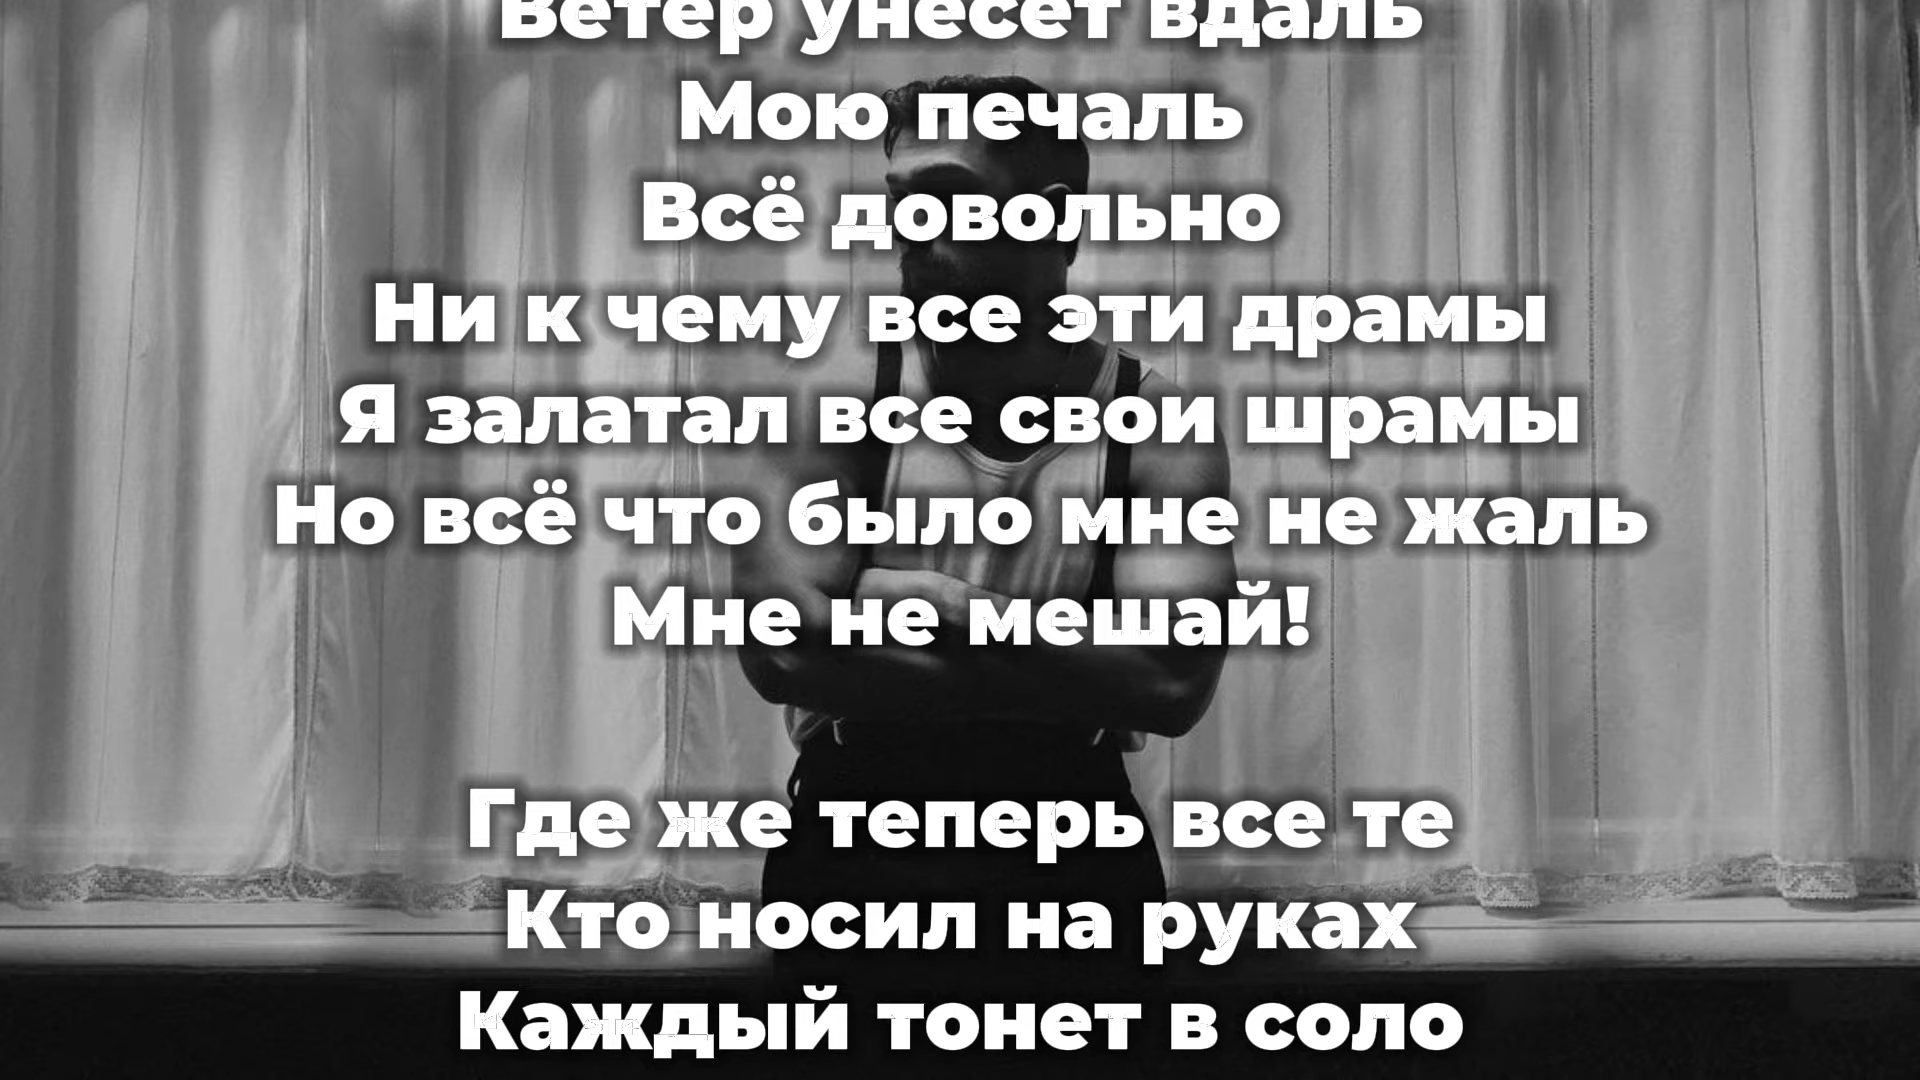 Ветер унесёт вдаль
Мою печаль
Всё довольно
Ни к чему все эти драмы
Я залатал все свои шрамы
Но всё что было мне не жаль
Мне не мешай!
Где же теперь все те
Кто носил на руках
Каждый тонет в соло